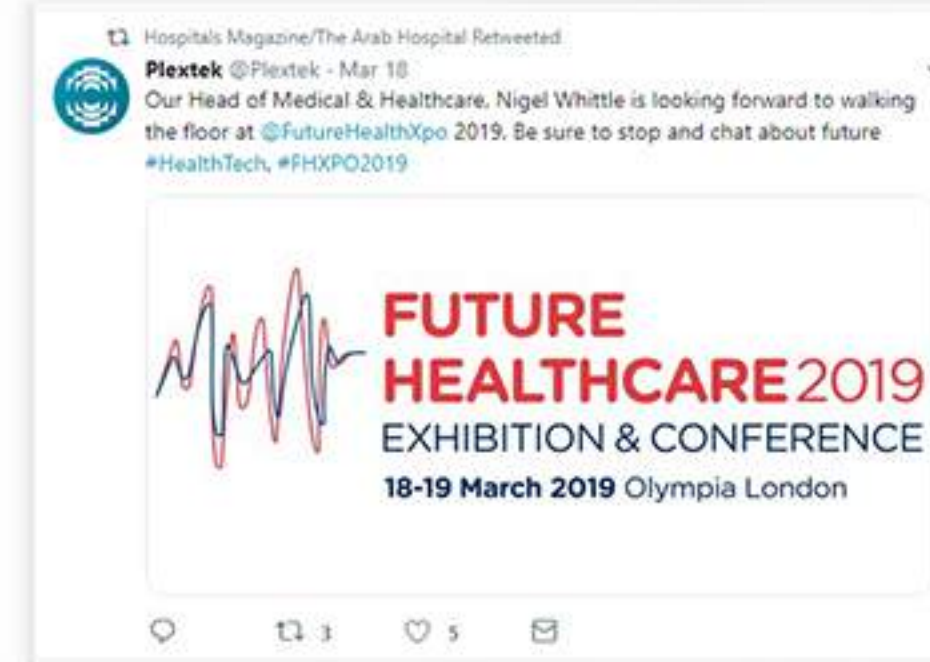 Hospitals Magazine/The Arab Hospital Retweeted
Plextek @Plextek - Mar 18
Our Head of Medical & Healthcare, Nigel Whittle is looking forward to walking
the floor at @FutureHealthXpo 2019. Be sure to stop and chat about future
#HealthTech, #FHXPO2019
FUTURE
HEALTHCARE 2019
EXHIBITION & CONFERENCE
18-19 March 2019 Olympia London
3 5